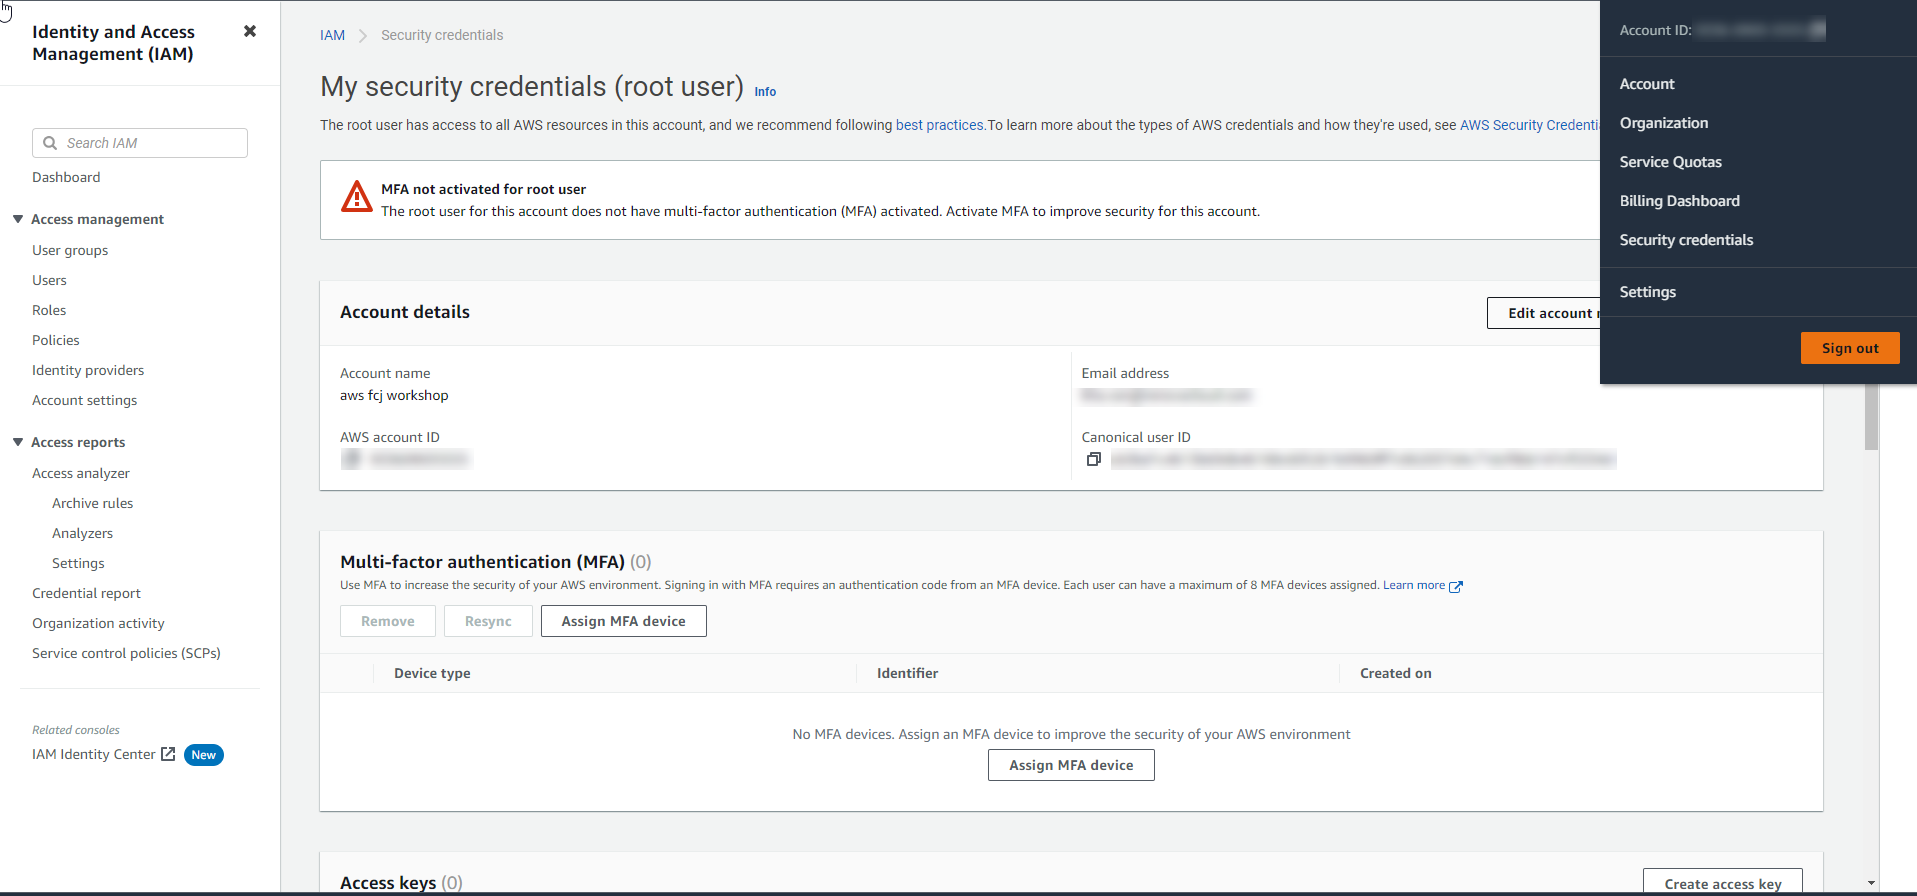 Identity and Access
Management (IAM)
Search IAM
Dashboard
Access management
User groups
Users
Roles
Policies
Identity providers
Account settings
Access reports
Access analyzer
Archive rules
Analyzers
Settings
Credential report
Organization activity
Service control policies (SCPs)
Related consoles
IAM Identity Center New
IAM Security credentials
My security credentials (root user) Info
The root user has access to all AWS resources in this account, and we recommend following best practices.To learn more about the types of AWS credentials and how they're used, see AWS Security Credenti
MFA not activated for root user
The root user for this account does not have multi-factor authentication (MFA) activated. Activate MFA to improve security for this account.
Account details
Edit account
Account name
aws fcj workshop
Email address
AWS account ID
Canonical user ID
Multi-factor authentication (MFA) (0)
Use MFA to increase the security of your AWS environment. Signing in with MFA requires an authentication code from an MFA device. Each user can have a maximum of 8 MFA devices assigned. Learn more
Remove Resync Assign MFA device
Device type Identifier Created on
No MFA devices. Assign an MFA device to improve the security of your AWS environment
Assign MFA device
Access keys (0)
Create access key
Account ID:
Account
Organization
Service Quotas
Billing Dashboard
Security credentials
Settings
Sign out